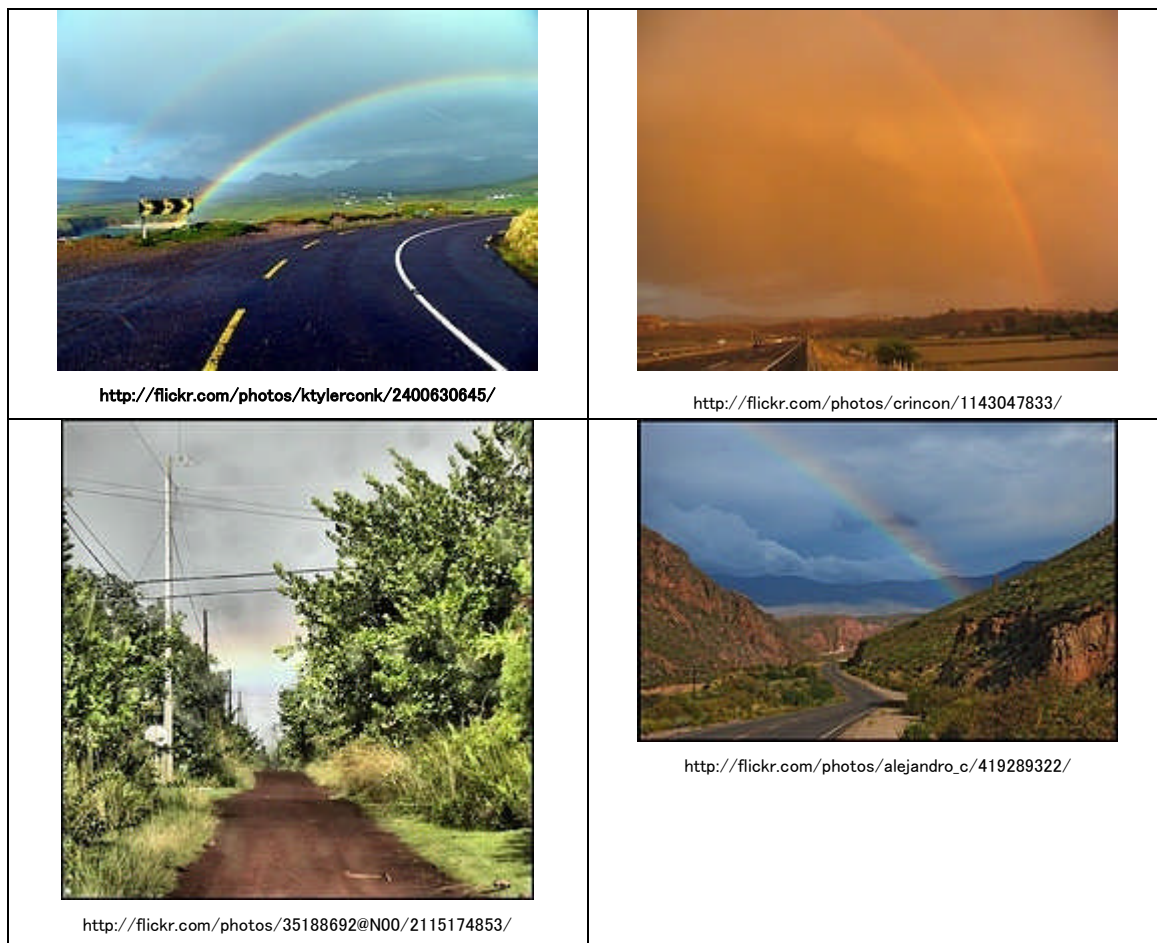 http://flickr.com/photos/ktylerconk/2400630645/
http://flickr.com/photos/crincon/1143047833/
http://flickr.com/photos/35188692@N00/2115174853/
http://flickr.com/photos/alejandro_c/419289322/